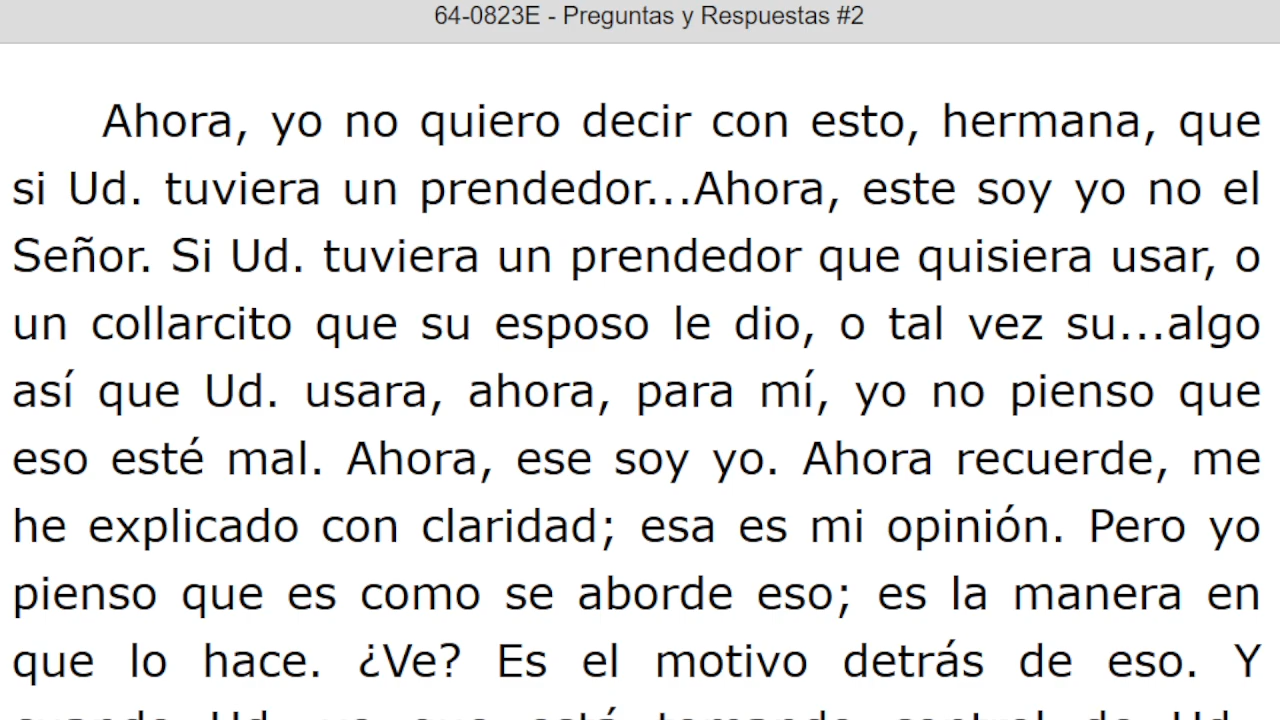 64-0823E - Preguntas y Respuestas #2
Ahora, yo no quiero decir con esto, hermana, que
si Ud. tuviera un prendedor...Ahora, este soy yo no el
Señor. Si Ud. tuviera un prendedor que quisiera usar, o
un collarcito que su esposo le dio, o tal vez su...algo
así que Ud. usara, ahora, para mí, yo no pienso que
eso esté mal. Ahora, ese soy yo. Ahora recuerde, me
he explicado con claridad; esa es mi opinión. Pero yo
pienso que es como se aborde eso; es la manera en
que lo hace. ¿Ve? Es el motivo detrás de eso. Y